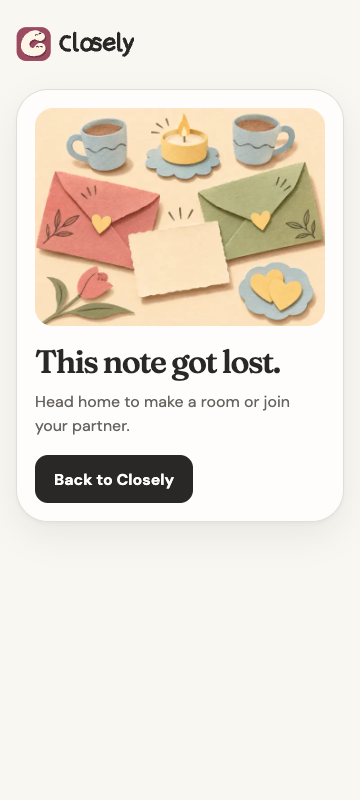 Closely
This note got lost.
Head home to make a room or join
your partner.
Back to Closely